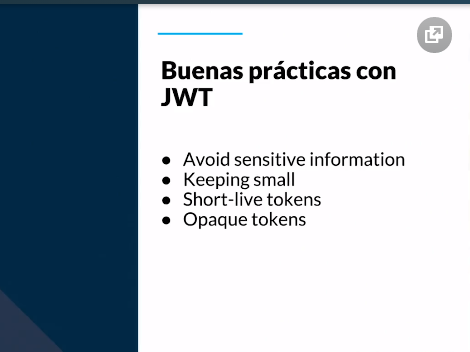 Buenas prácticas con
JWT
● Avoid sensitive information
● Keeping small
● Short-live tokens
● Opaque tokens